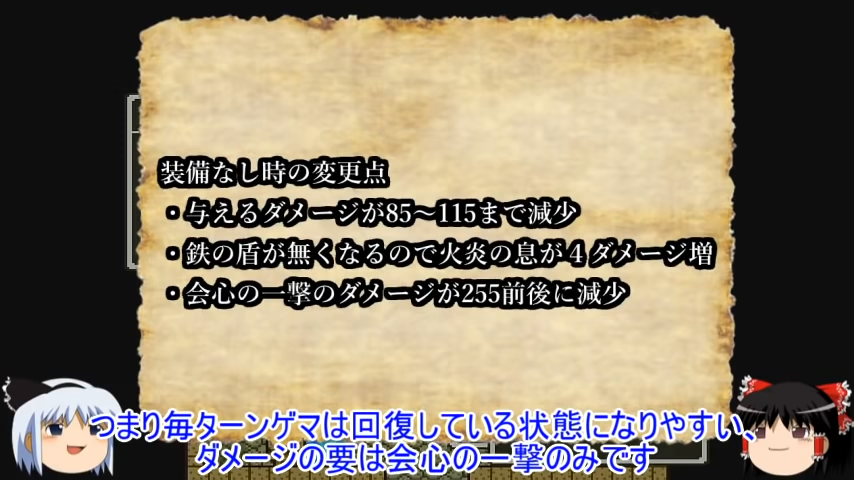 装備なし時の変更点
・与えるダメージが85～115まで減少
・鉄の盾が無くなるので火炎の息が４ダメージ増
・会心の一撃のダメージが255前後に減少
つまり毎ターンゲマは回復している状態になりやすい、
ダメージの要は会心の一撃のみです